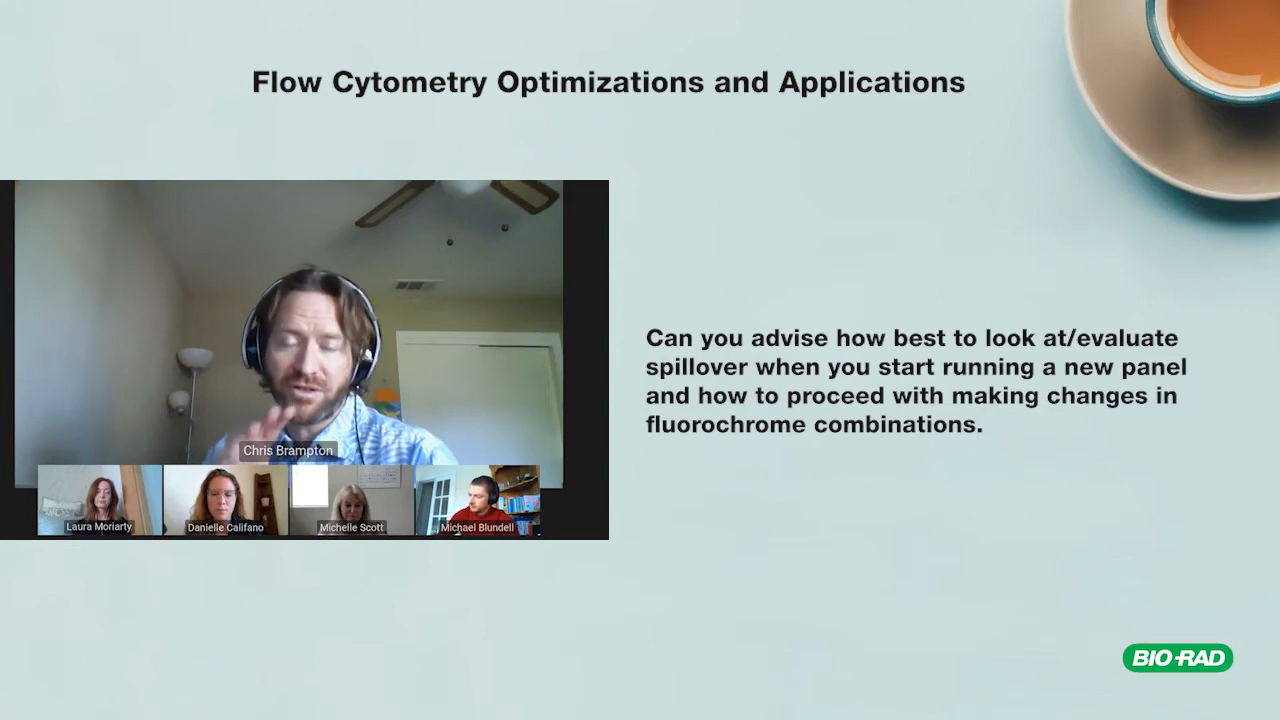 Flow Cytometry Optimizations and Applications
Chris Brampton
Laura Moriarty
Danielle Califano
Michelle Scott
Michael Blundell
Can you advise how best to look at/evaluate
spillover when you start running a new panel
and how to proceed with making changes in
fluorochrome combinations.
BIO-RAD